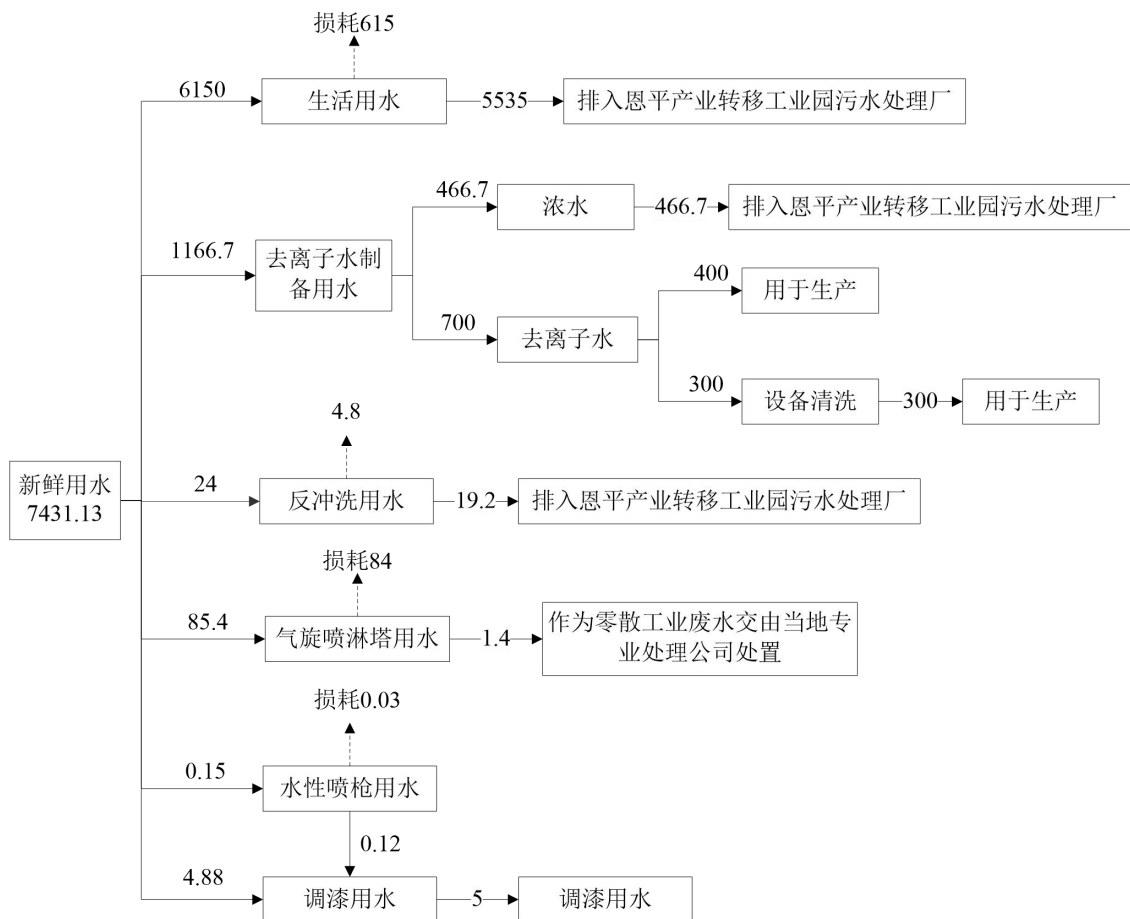 损耗615
6150
生活用水
5535
排入恩平产业转移工业园污水处理厂
466.7
浓水
466.7
排入恩平产业转移工业园污水处理厂
1166.7
去离子水制
备用水
400
用于生产
700
去离子水
300
设备清洗
300
用于生产
4.8
新鲜用水
7431.13
24
反冲洗用水
19.2
排入恩平产业转移工业园污水处理厂
损耗84
85.4
气旋喷淋塔用水
1.4
作为零散工业废水交由当地专
业处理公司处置
损耗0.03
0.15
水性喷枪用水
0.12
4.88
调漆用水
5
调漆用水